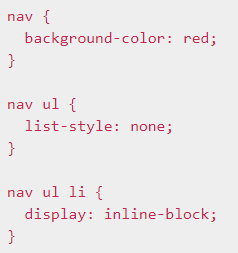 nav {
  background-color: red;
}

nav ul {
  list-style: none;
}

nav ul li {
  display: inline-block;
}